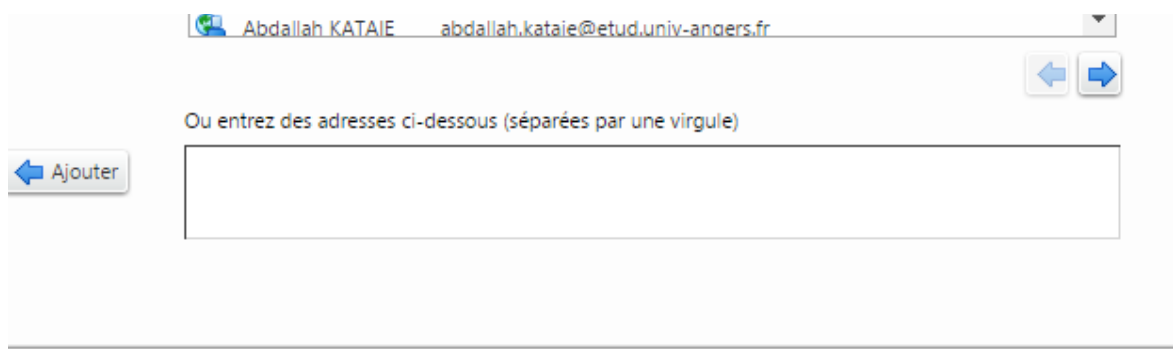 Abdallah KATAIE abdallah.kataie@etud.univ-angers.fr
Ou entrez des adresses ci-dessous (séparées par une virgule)
Ajouter